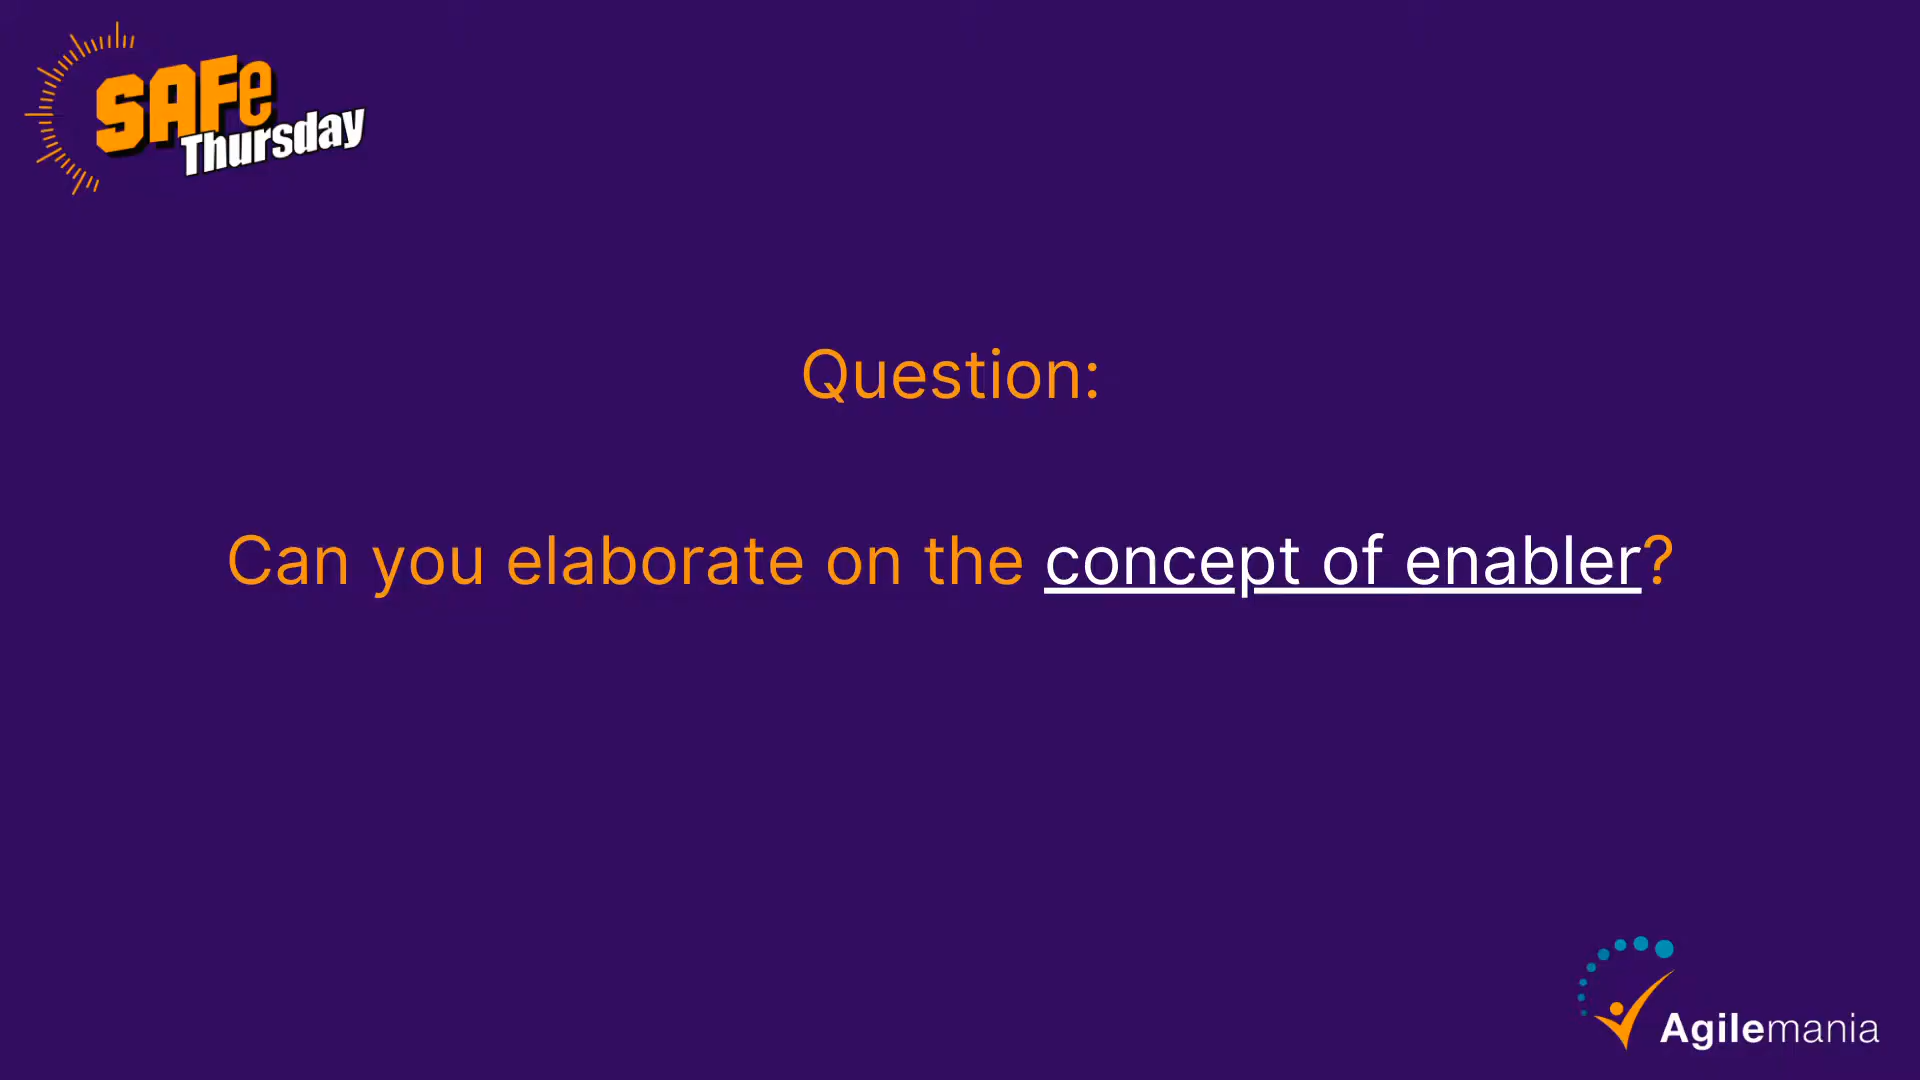 SAFe
Thursday
Question:
Can you elaborate on the concept of enabler?
Agilemania